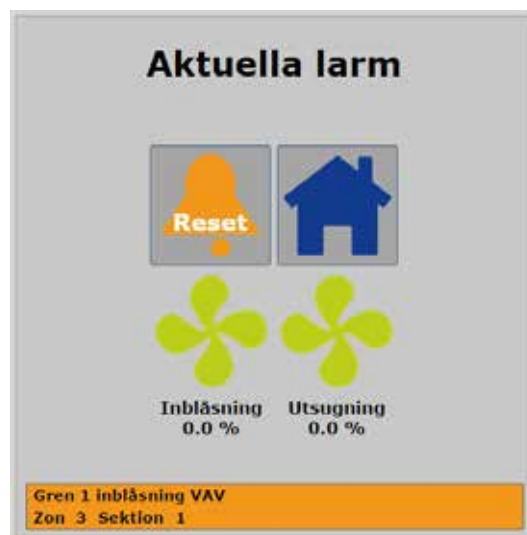 Aktuella larm
Reset
Inblåsning Utsugning
0.0 % 0.0 %
Gren 1 inblåsning VAV
Zon 3 Sektion 1